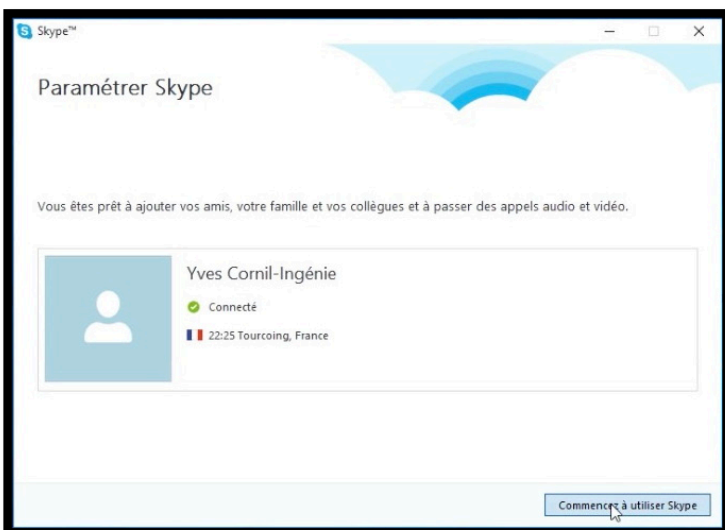 Skype™
Paramétrer Skype
Vous êtes prêt à ajouter vos amis, votre famille et vos collègues et à passer des appels audio et vidéo.
Yves Cornil-Ingénie
Connecté
22:25 Tourcoing, France
Commencez à utiliser Skype